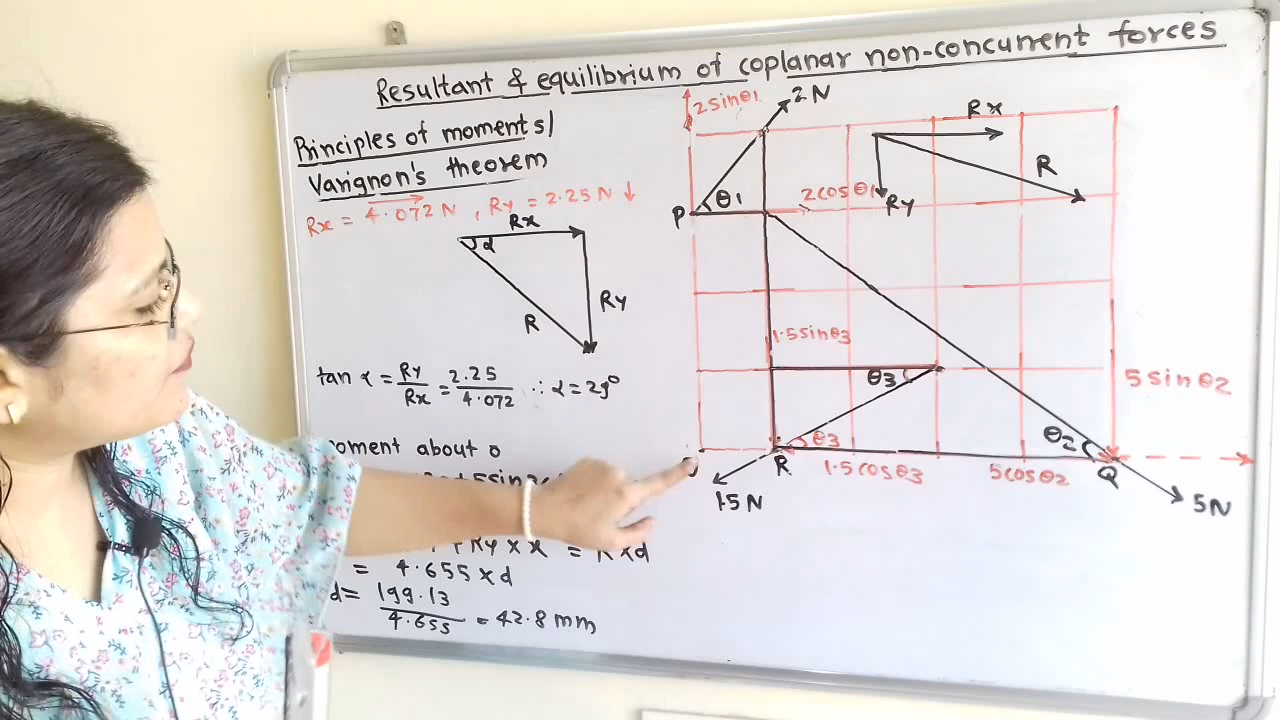 Resultant & equilibrium of coplanar non-concurrent forces
Principles of moments/
Varignon's theorem
Rx = 4.072 N , Ry = 2.25 N ↓
Rx
α
Ry
R
tan α = Ry/Rx = 2.25/4.072 ∴ α = 29°
moment about o
Ry × x = R × d
= 4.655 × d
d = 199.13/4.655 = 42.8 mm
2sinθ1
2 N
P
θ1
2cosθ1
Rx
R
Ry
1.5sinθ3
θ3
θ3
R
1.5 N
1.5cosθ3
5cosθ2
θ2
Q
5 sinθ2
5N